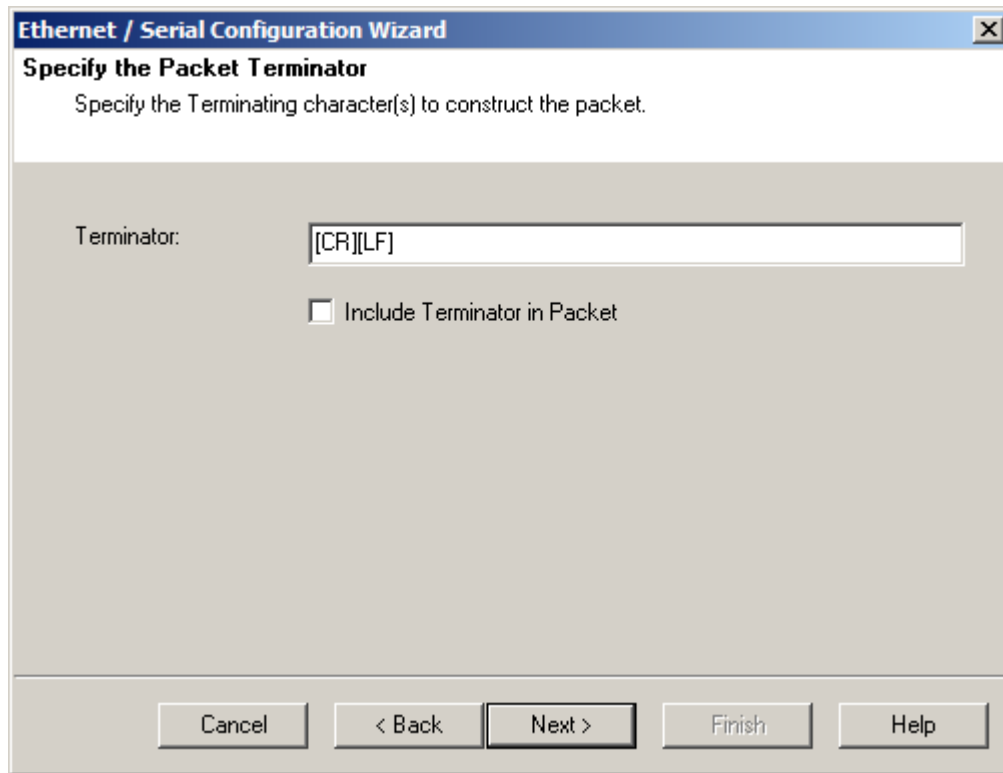 Ethernet / Serial Configuration Wizard
Specify the Packet Terminator
Specify the Terminating character(s) to construct the packet.
Terminator:
[CR][LF]
Include Terminator in Packet
Cancel
< Back
Next >
Finish
Help